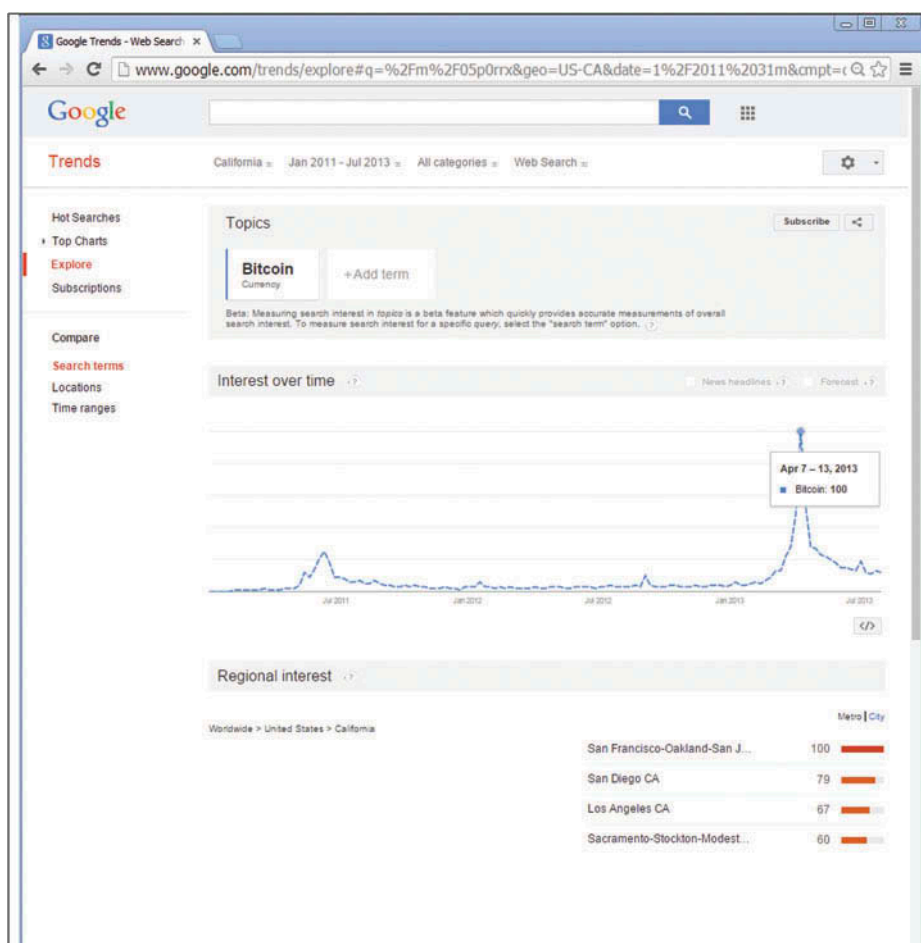 Google Trends - Web Search
www.google.com/trends/explore#q=%2Fm%2F05p0rrx&geo=US-CA&date=1%2F2011%2031m&cmpt=
Google
Trends
California Jan 2011 - Jul 2013 All categories Web Search
Hot Searches
Top Charts
Explore
Subscriptions
Compare
Search terms
Locations
Time ranges
Topics
Subscribe
Bitcoin
Currency
+Add term
Beta: Measuring search interest in topics is a beta feature which quickly provides accurate measurements of overall
search interest. To measure search interest for a specific query, select the "search term" option. ?
Interest over time ?
News headlines ? Forecast ?
Apr 7 – 13, 2013
Bitcoin: 100
Jul 2011 Jan 2012 Jul 2012 Jan 2013 Jul 2013
</>
Regional interest ?
Metro | City
Worldwide > United States > California
San Francisco-Oakland-San J... 100
San Diego CA 79
Los Angeles CA 67
Sacramento-Stockton-Modest... 60